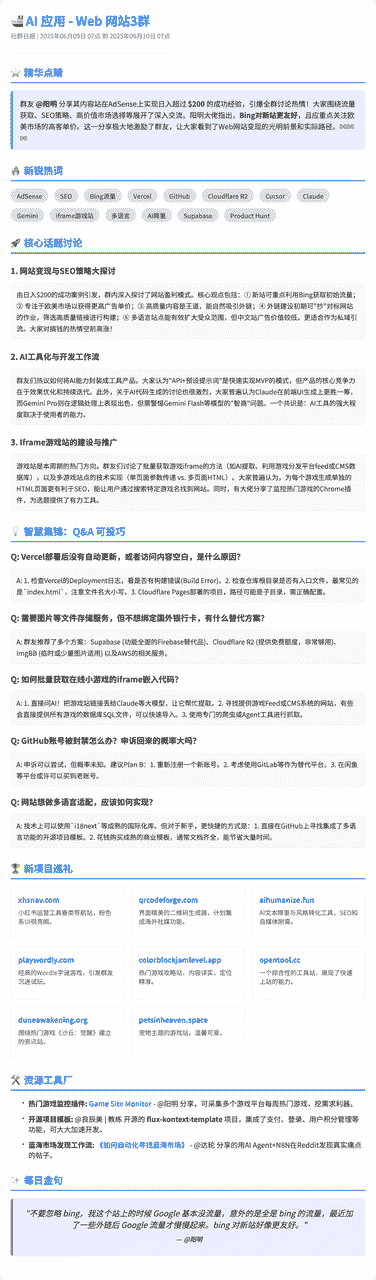 AI 应用 - Web 网站3群
社群日报 | 2025年06月09日 07点 到 2025年06月10日 07点
精华点睛
群友 @阳明 分享其内容站在AdSense上实现日入超过 $200 的成功经验，引爆全群讨论热情！大家围绕流量
获取、SEO策略、高价值市场选择等展开了深入交流。阳明大佬指出，Bing对新站更友好，且应重点关注欧
美市场的高客单价。这一分享极大地激励了群友，让大家看到了Web网站变现的光明前景和实际路径。
新锐热词
AdSense SEO Bing流量 Vercel GitHub Cloudflare R2 Cursor Claude
Gemini iframe游戏站 多语言 AI降重 Supabase Product Hunt
核心话题讨论
1. 网站变现与SEO策略大探讨
由日入$200的成功案例引发，群内深入探讨了网站盈利模式。核心观点包括：① 新站可重点利用Bing获取初始流量；
② 专注于欧美市场以获得更高广告单价；③ 高质量内容是王道，能自然吸引外链；④ 外链建设初期可"抄"对标网站
的作业，筛选高质量链接进行构建；⑤ 多语言站点能有效扩大受众范围，但中文站广告价值较低，更适合作为私域引
流。大家对搞钱的热情空前高涨！
2. AI工具化与开发工作流
群友们热议如何将AI能力封装成工具产品。大家认为"API+预设提示词"是快速实现MVP的模式，但产品的核心竞争力
在于效果优化和持续迭代。此外，关于AI代码生成的讨论也很激烈，大家普遍认为Claude在前端UI生成上更胜一筹，
而Gemini Pro则在逻辑处理上表现出色，但需警惕Gemini Flash等模型的"智商"问题。一个共识是：AI工具的强大程
度取决于使用者的能力。
3. Iframe游戏站的建设与推广
游戏站是本周期的热门方向。群友们讨论了批量获取游戏iframe的方法（如AI提取、利用游戏分发平台feed或CMS数
据库），以及多游戏站点的技术实现（单页面参数传递 vs. 多页面HTML）。大家普遍认为，为每个游戏生成单独的
HTML页面更有利于SEO，能让用户通过搜索特定游戏名找到网站。同时，有大佬分享了监控热门游戏的Chrome插
件，为选题提供了有力工具。
智慧集锦：Q&A 可投巧
Q: Vercel部署后没有自动更新，或者访问内容空白，是什么原因？
A: 1. 检查Vercel的Deployment日志，看是否有构建错误(Build Error)。2. 检查仓库根目录是否有入口文件，最常见的
是`index.html`，注意文件名大小写。3. Cloudflare Pages部署的项目，路径可能是子目录，需正确配置。
Q: 需要图片等文件存储服务，但不想绑定国外银行卡，有什么替代方案？
A: 群友推荐了多个方案：Supabase (功能全面的Firebase替代品)、Cloudflare R2 (提供免费额度，非常够用)、
ImgBB (临时或少量图片适用) 以及AWS的相关服务。
Q: 如何批量获取在线小游戏的iframe嵌入代码？
A: 1. 直接问AI！把游戏站链接丢给Claude等大模型，让它帮忙提取。2. 寻找提供游戏Feed或CMS系统的网站，有些
会直接提供所有游戏的数据库SQL文件，可以快速导入。3. 使用专门的爬虫或Agent工具进行抓取。
Q: GitHub账号被封禁怎么办？申诉回来的概率大吗？
A: 申诉可以尝试，但概率未知。建议Plan B：1. 重新注册一个新账号。2. 考虑使用GitLab等作为替代平台。3. 在闲鱼
等平台或许可以买到老账号。
Q: 网站想做多语言适配，应该如何实现？
A: 技术上可以使用`i18next`等成熟的国际化库。但对于新手，更快捷的方式是：1. 直接在GitHub上寻找集成了多语
言功能的开源项目模板。2. 花钱购买成熟的商业模板，通常文档齐全，能节省大量时间。
新项目巡礼
xhsnav.com
小红书运营工具垂类导航站，粉色
系UI很亮眼。
qrcodeforge.com
界面精美的二维码生成器，计划集
成海外社媒功能。
aihumanize.fun
AI文本降重与风格转化工具，SEO和
自媒体刚需。
playwordly.com
经典的Wordle字谜游戏，引发群友
沉迷试玩。
colorblockjamlevel.app
热门游戏攻略站，内容详实，定位
精准。
opentool.cc
一个综合性的工具站，展现了快速
上站的能力。
duneawakening.org
围绕热门游戏《沙丘：觉醒》建立
的资讯站。
petsinheaven.space
宠物主题的游戏站，温馨可爱。
资源工具厂
· 热门游戏监控插件: Game Site Monitor - @阳明 分享，可采集多个游戏平台每周热门游戏，挖需求利器。
· 开源项目模板: @良辰美 | 教练 开源的 flux-kontext-template 项目，集成了支付、登录、用户积分管理等
功能，可大大加速开发。
· 蓝海市场发现工作流: 《如何自动化寻找蓝海市场》 - @达轮 分享的用AI Agent+N8N在Reddit发现真实痛点
的帖子。
每日金句
"不要忽略 bing，我这个站上的时候 Google 基本没流量，意外的是全是 bing 的流量，最近加
了一些外链后 Google 流量才慢慢起来。bing 对新站好像更友好。"
— @阳明